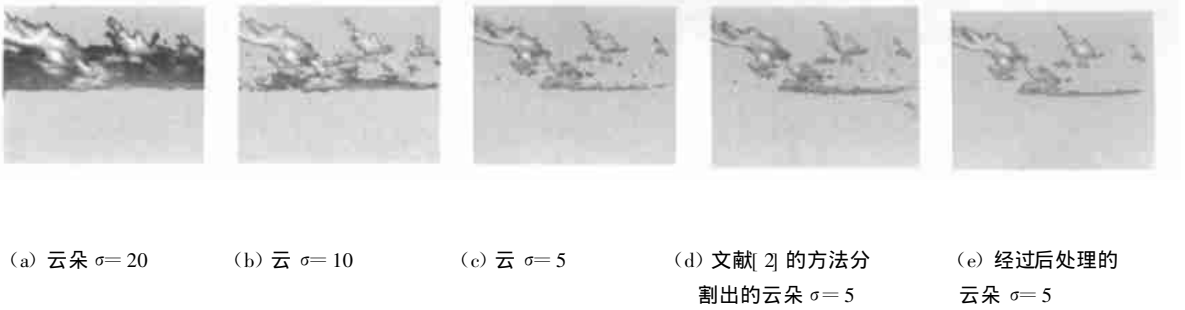 (a) 云朵 σ=20
(b) 云 σ=10
(c) 云 σ=5
(d) 文献[2]的方法分
割出的云朵 σ=5
(e) 经过后处理的
云朵 σ=5